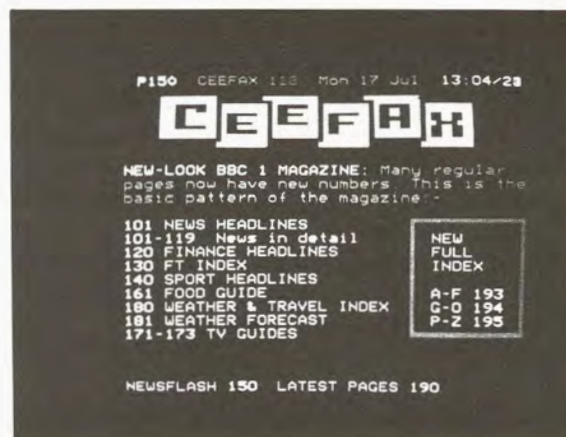 P150 CEEFAX 113 Mon 17 Jul 13:04/23
CEEFAX
NEW-LOOK BBC 1 MAGAZINE: Many regular
pages now have new numbers. This is the
basic pattern of the magazine:-
101 NEWS HEADLINES
101-119 News in detail
120 FINANCE HEADLINES
130 FT INDEX
140 SPORT HEADLINES
161 FOOD GUIDE
180 WEATHER & TRAVEL INDEX
181 WEATHER FORECAST
171-173 TV GUIDES
NEW
FULL
INDEX
A-F 193
G-O 194
P-Z 195
NEWSFLASH 150 LATEST PAGES 190